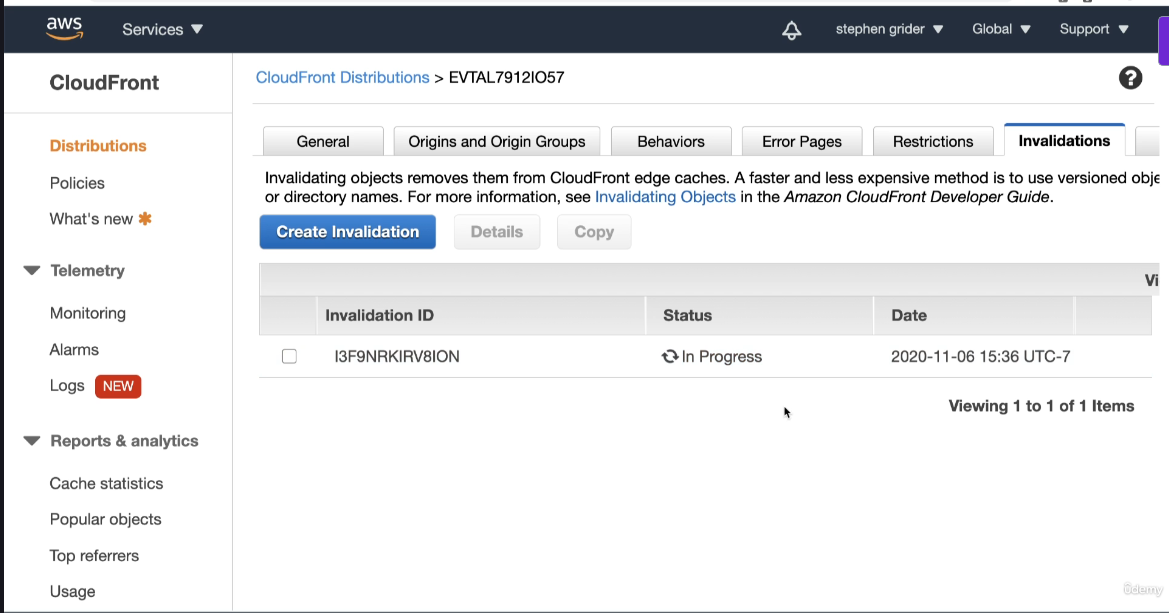 aws
Services
stephen grider
Global
Support
CloudFront
CloudFront Distributions > EVTAL7912IO57
Distributions
Policies
What's new
Telemetry
Monitoring
Alarms
Logs NEW
Reports & analytics
Cache statistics
Popular objects
Top referrers
Usage
General
Origins and Origin Groups
Behaviors
Error Pages
Restrictions
Invalidations
Invalidating objects removes them from CloudFront edge caches. A faster and less expensive method is to use versioned obje
or directory names. For more information, see Invalidating Objects in the Amazon CloudFront Developer Guide.
Create Invalidation
Details
Copy
Vi
Invalidation ID
Status
Date
I3F9NRKIRV8ION
In Progress
2020-11-06 15:36 UTC-7
Viewing 1 to 1 of 1 Items
ûdemy